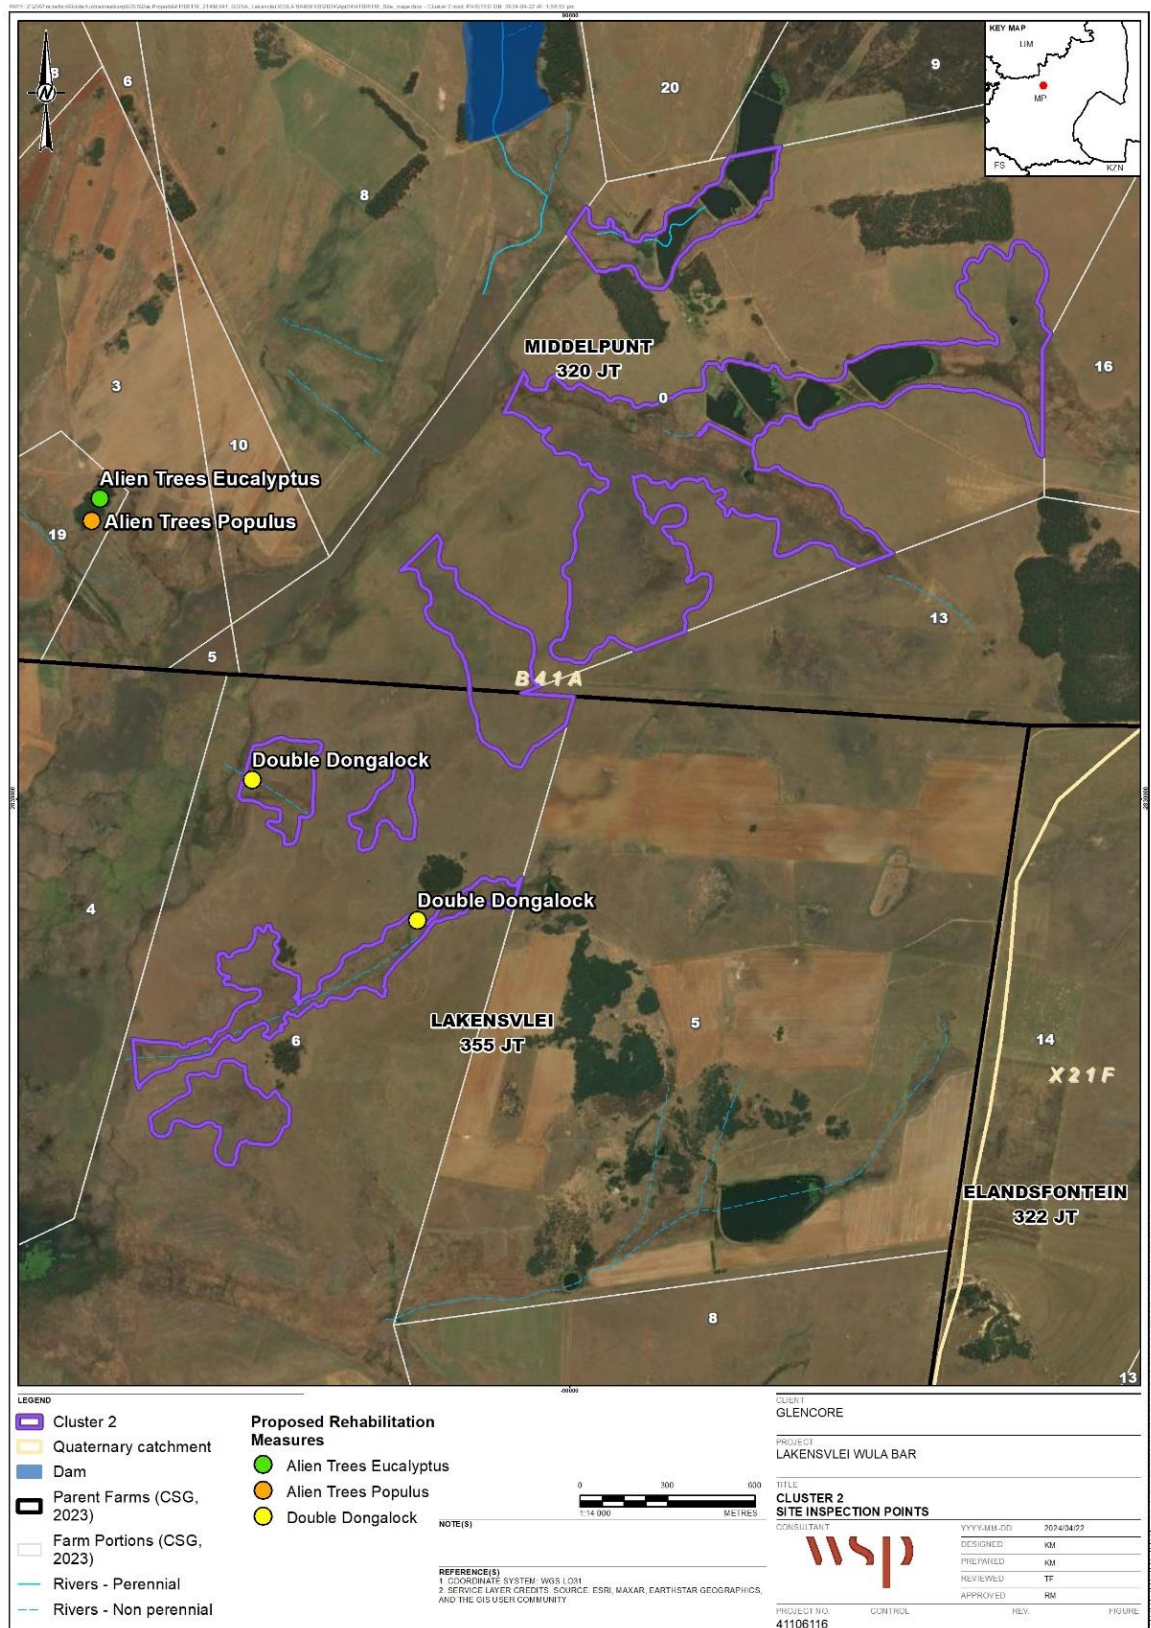 KEY MAP
LIM
MP
FS
KZN
N
B
6
20
9
8
MIDDELPUNT
320 JT
0
16
3
10
Alien Trees Eucalyptus
Alien Trees Populus
19
13
5
B41A
Double Dongalock
4
Double Dongalock
LAKENSVLEI
355 JT
5
6
14
X21F
ELANDSFONTEIN
322 JT
8
13
LEGEND
Cluster 2
Quaternary catchment
Dam
Parent Farms (CSG,
2023)
Farm Portions (CSG,
2023)
Rivers - Perennial
Rivers - Non perennial
Proposed Rehabilitation
Measures
Alien Trees Eucalyptus
Alien Trees Populus
Double Dongalock
0 300 600
1:14 000 METRES
NOTE(S)
REFERENCE(S)
1. COORDINATE SYSTEM: WGS LO31
2. SERVICE LAYER CREDITS: SOURCE: ESRI, MAXAR, EARTHSTAR GEOGRAPHICS,
AND THE GIS USER COMMUNITY
CLIENT
GLENCORE
PROJECT
LAKENSVLEI WULA BAR
TITLE
CLUSTER 2
SITE INSPECTION POINTS
CONSULTANT
wsp
YYYY-MM-DD 2024/04/22
DESIGNED KM
PREPARED KM
REVIEWED TF
APPROVED RM
PROJECT NO. CONTROL REV. FIGURE
41106116